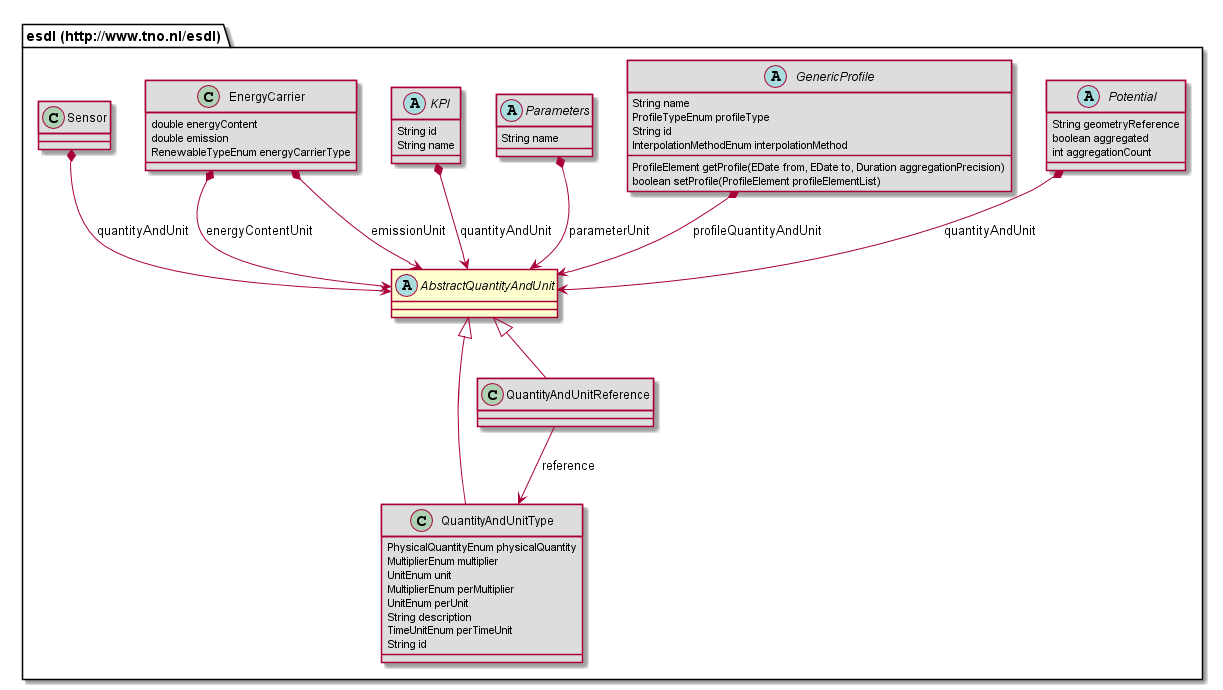 esdl (http://www.tno.nl/esdl)
C Sensor
C EnergyCarrier
double energyContent
double emission
RenewableTypeEnum energyCarrierType
A KPI
String id
String name
A Parameters
String name
A GenericProfile
String name
ProfileTypeEnum profileType
String id
InterpolationMethodEnum interpolationMethod
ProfileElement getProfile(EDate from, EDate to, Duration aggregationPrecision)
boolean setProfile(ProfileElement profileElementList)
A Potential
String geometryReference
boolean aggregated
int aggregationCount
quantityAndUnit
energyContentUnit
emissionUnit
quantityAndUnit
parameterUnit
profileQuantityAndUnit
quantityAndUnit
A AbstractQuantityAndUnit
C QuantityAndUnitReference
reference
C QuantityAndUnitType
PhysicalQuantityEnum physicalQuantity
MultiplierEnum multiplier
UnitEnum unit
MultiplierEnum perMultiplier
UnitEnum perUnit
String description
TimeUnitEnum perTimeUnit
String id